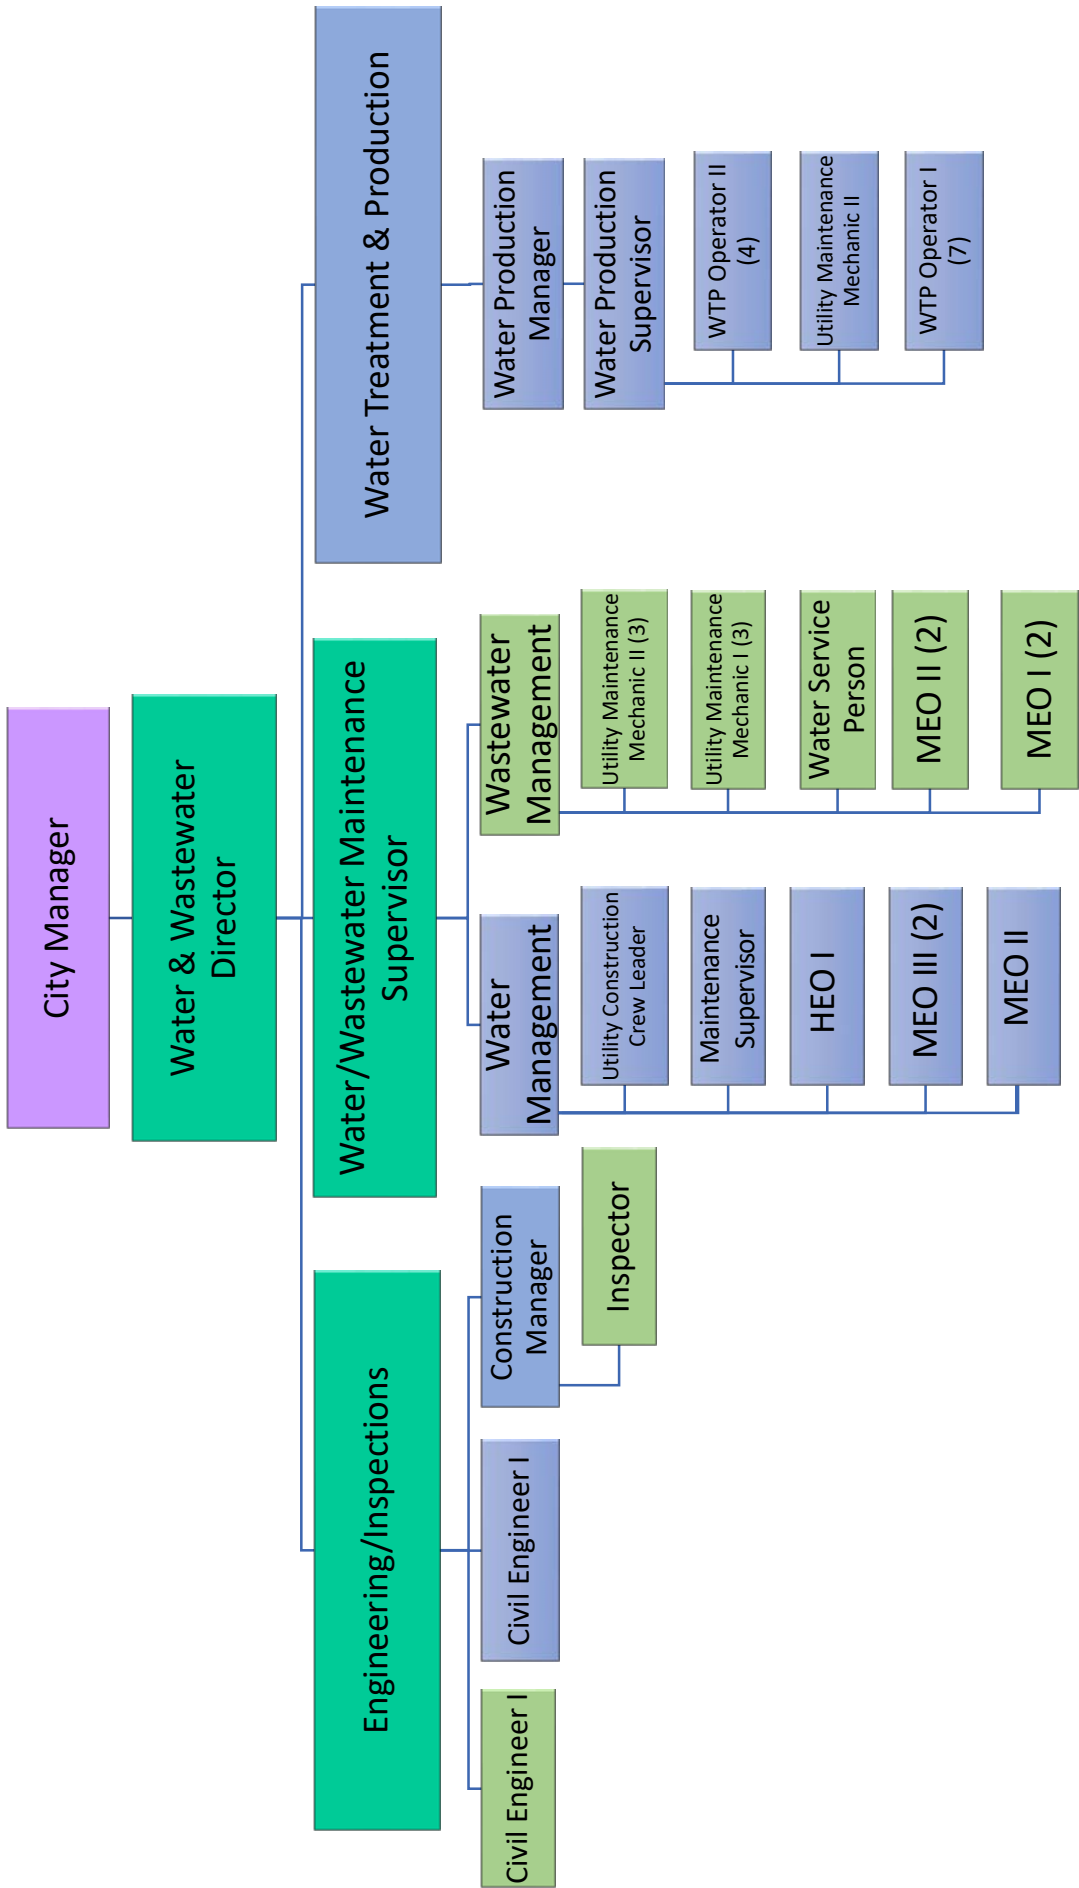 City Manager
Water & Wastewater
Director
Engineering/Inspections
Water/Wastewater Maintenance
Supervisor
Water Treatment & Production
Civil Engineer I
Civil Engineer I
Construction
Manager
Inspector
Water
Management
Utility Construction
Crew Leader
Maintenance
Supervisor
HEO I
MEO III (2)
MEO II
Wastewater
Management
Utility Maintenance
Mechanic II (3)
Utility Maintenance
Mechanic I (3)
Water Service
Person
MEO II (2)
MEO I (2)
Water Production
Manager
Water Production
Supervisor
WTP Operator II
(4)
Utility Maintenance
Mechanic II
WTP Operator I
(7)